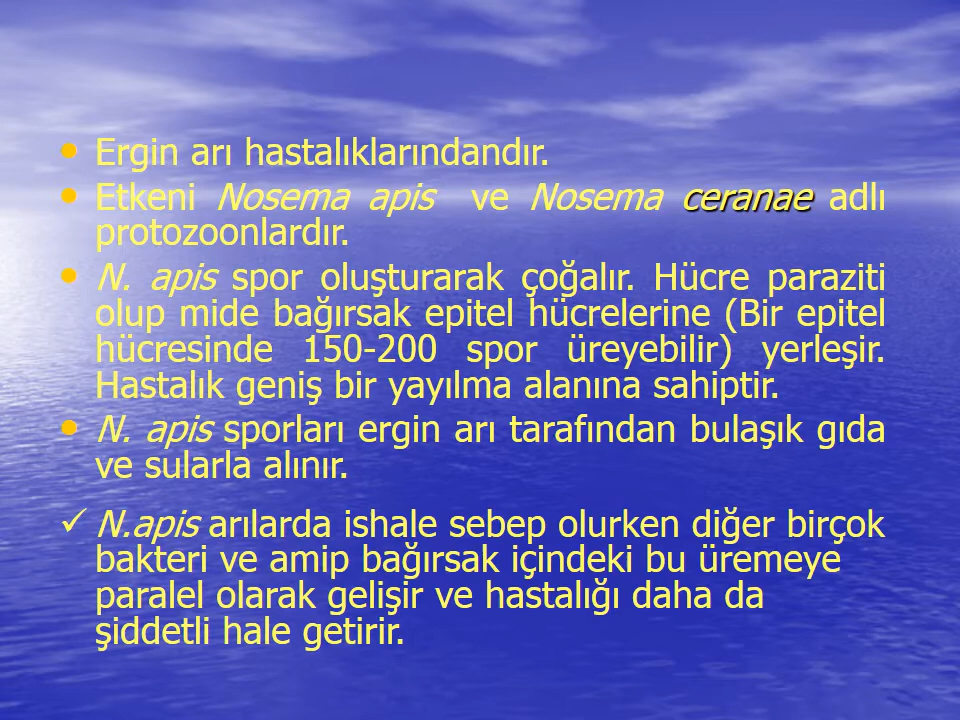 • Ergin arı hastalıklarındandır.
• Etkeni Nosema apis ve Nosema ceranae adlı
protozoonlardır.
• N. apis spor oluşturarak çoğalır. Hücre paraziti
olup mide bağırsak epitel hücrelerine (Bir epitel
hücresinde 150-200 spor üreyebilir) yerleşir.
Hastalık geniş bir yayılma alanına sahiptir.
• N. apis sporları ergin arı tarafından bulaşık gıda
ve sularla alınır.
✓ N.apis arılarda ishale sebep olurken diğer birçok
bakteri ve amip bağırsak içindeki bu üremeye
paralel olarak gelişir ve hastalığı daha da
şiddetli hale getirir.